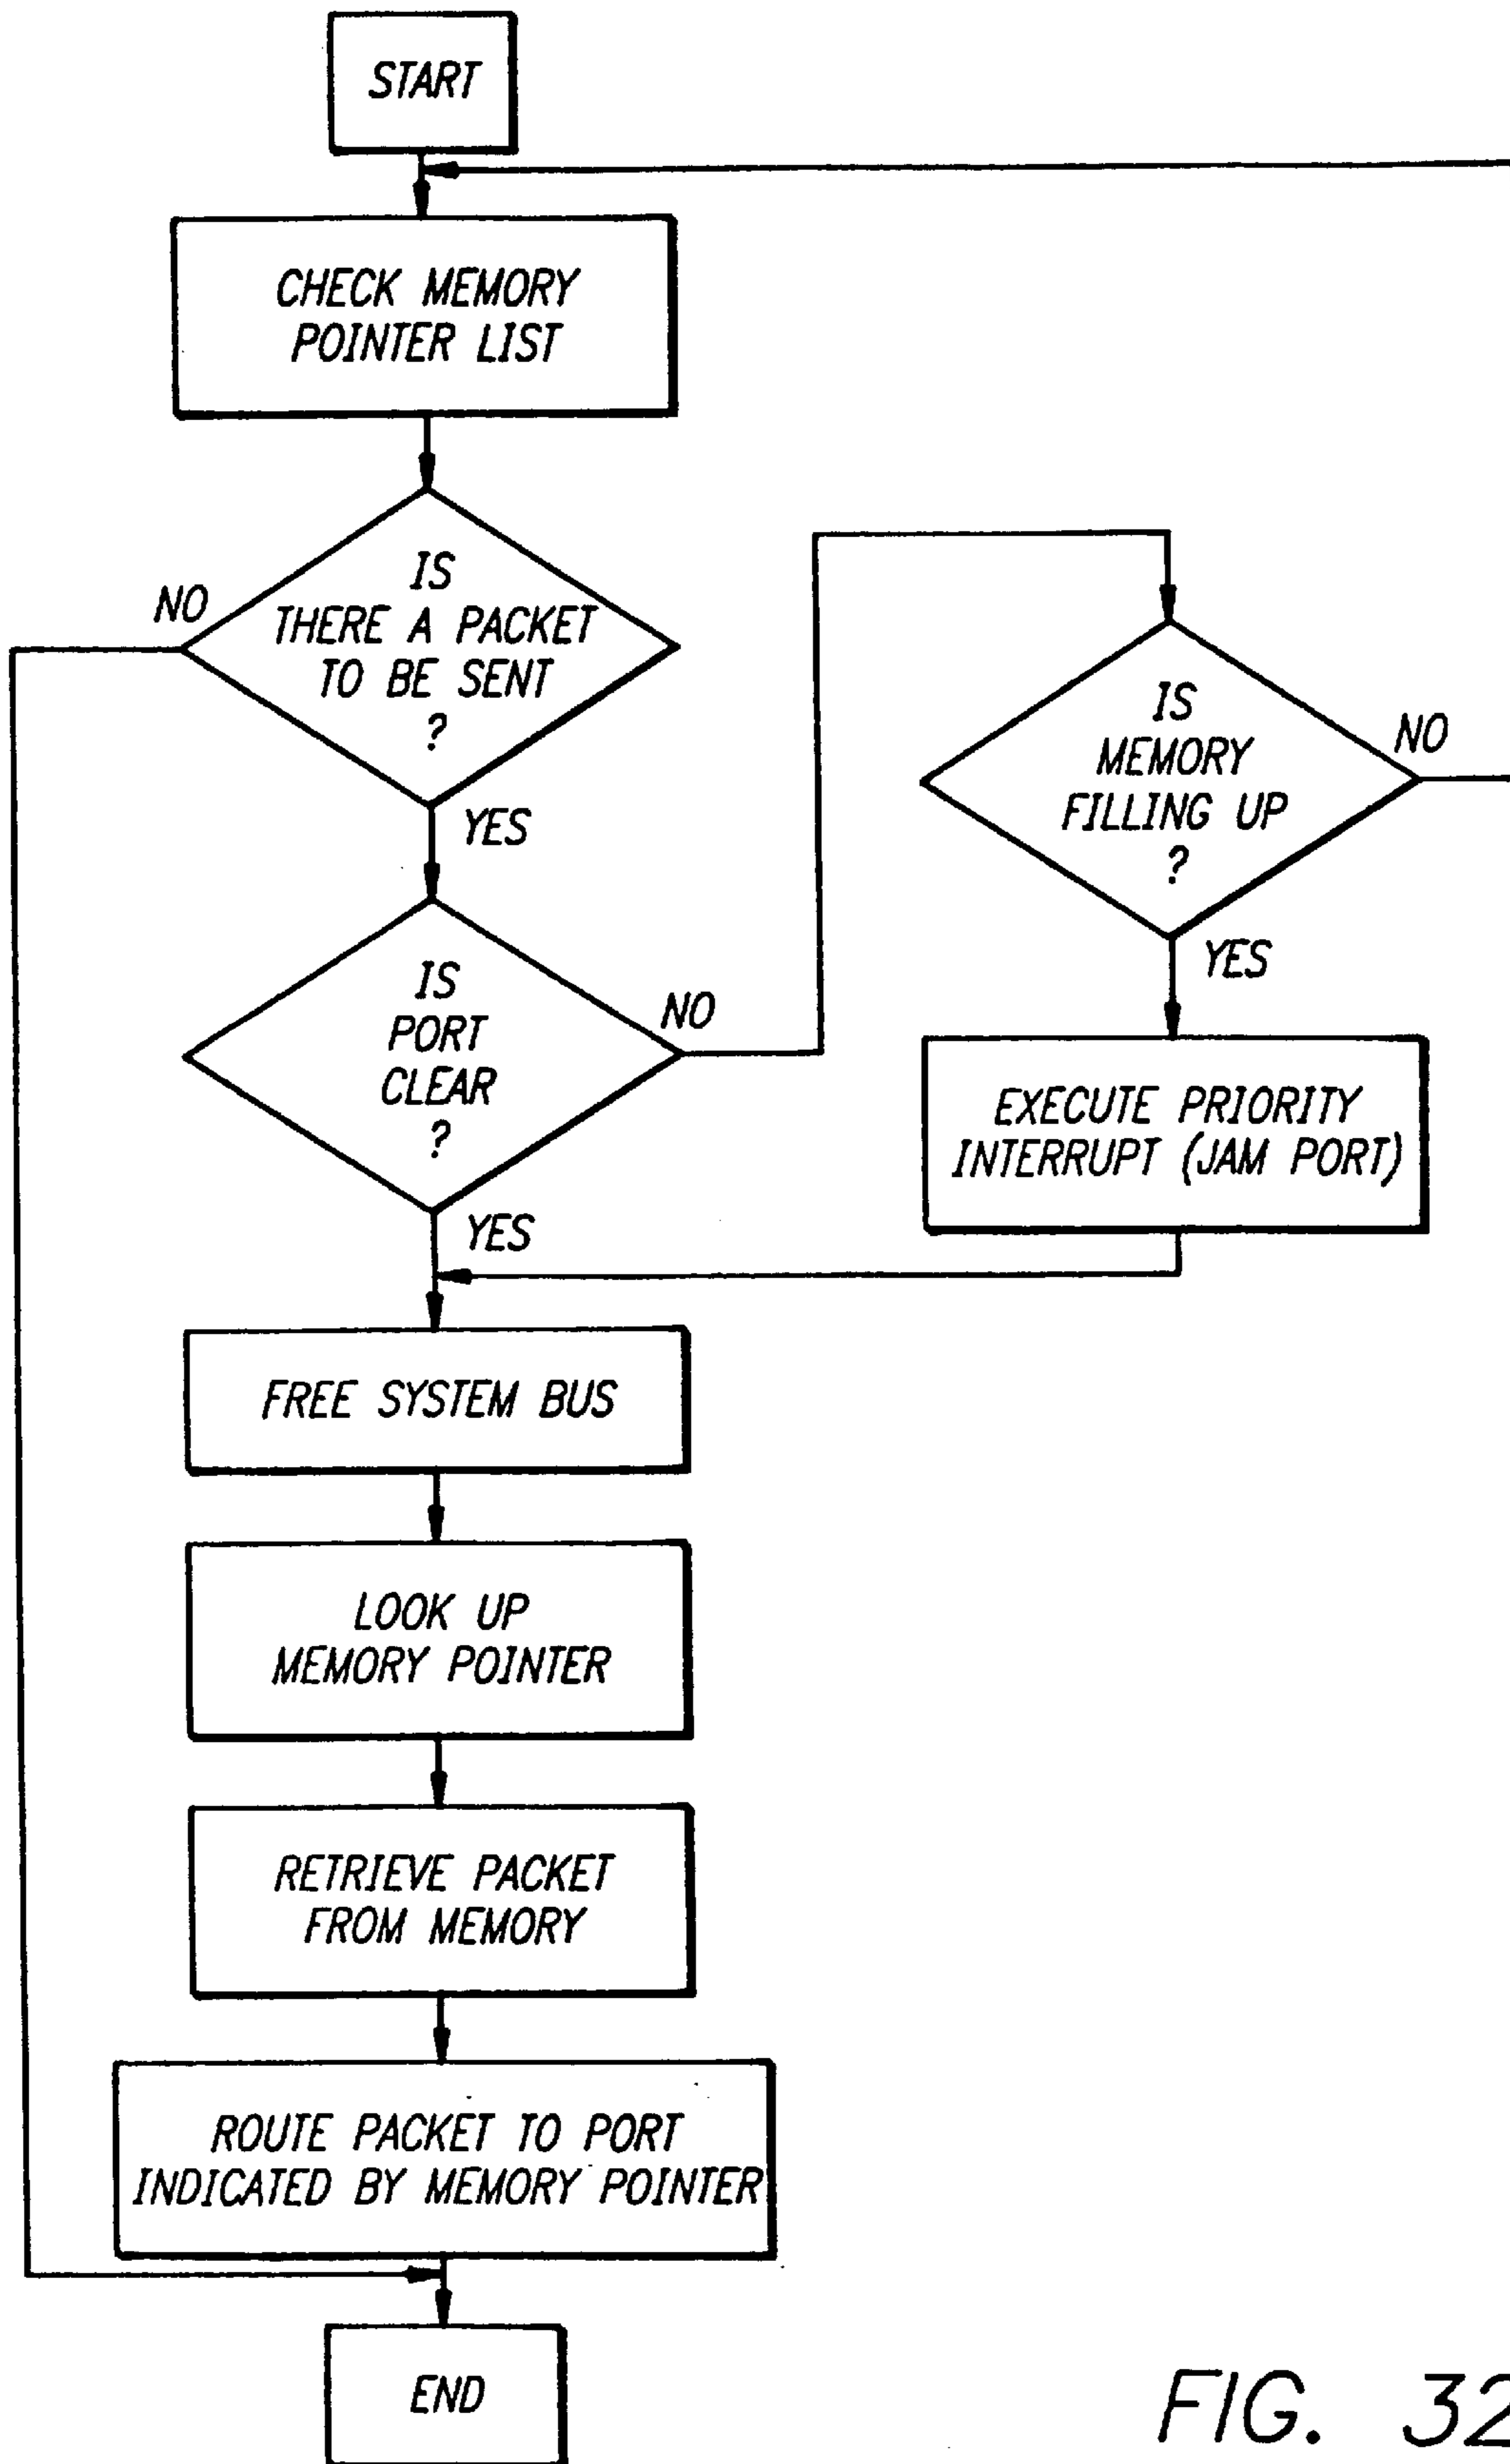 START
CHECK MEMORY
POINTER LIST
IS
THERE A PACKET
TO BE SENT
?
NO
YES
IS
PORT
CLEAR
?
NO
YES
IS
MEMORY
FILLING UP
?
NO
YES
EXECUTE PRIORITY
INTERRUPT (JAM PORT)
FREE SYSTEM BUS
LOOK UP
MEMORY POINTER
RETRIEVE PACKET
FROM MEMORY
ROUTE PACKET TO PORT
INDICATED BY MEMORY POINTER
END
FIG. 32